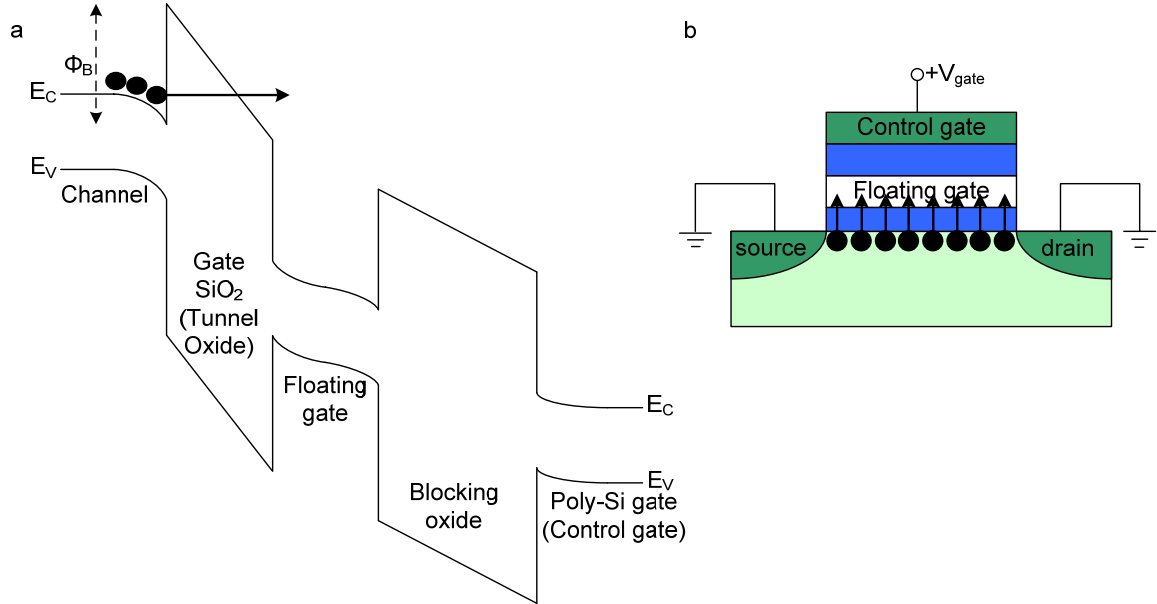 a
Φ_B
E_C
E_V
Channel
Gate
SiO₂
(Tunnel
Oxide)
Floating
gate
Blocking
oxide
E_C
E_V
Poly-Si gate
(Control gate)
b
+V_gate
Control gate
Floating gate
source
drain